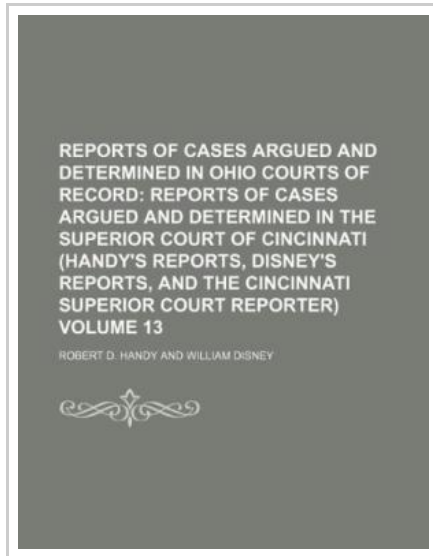 REPORTS OF CASES ARGUED AND
DETERMINED IN OHIO COURTS OF
RECORD: REPORTS OF CASES
ARGUED AND DETERMINED IN THE
SUPERIOR COURT OF CINCINNATI
(HANDY'S REPORTS, DISNEY'S
REPORTS, AND THE CINCINNATI
SUPERIOR COURT REPORTER)
VOLUME 13
ROBERT D. HANDY AND WILLIAM DISNEY